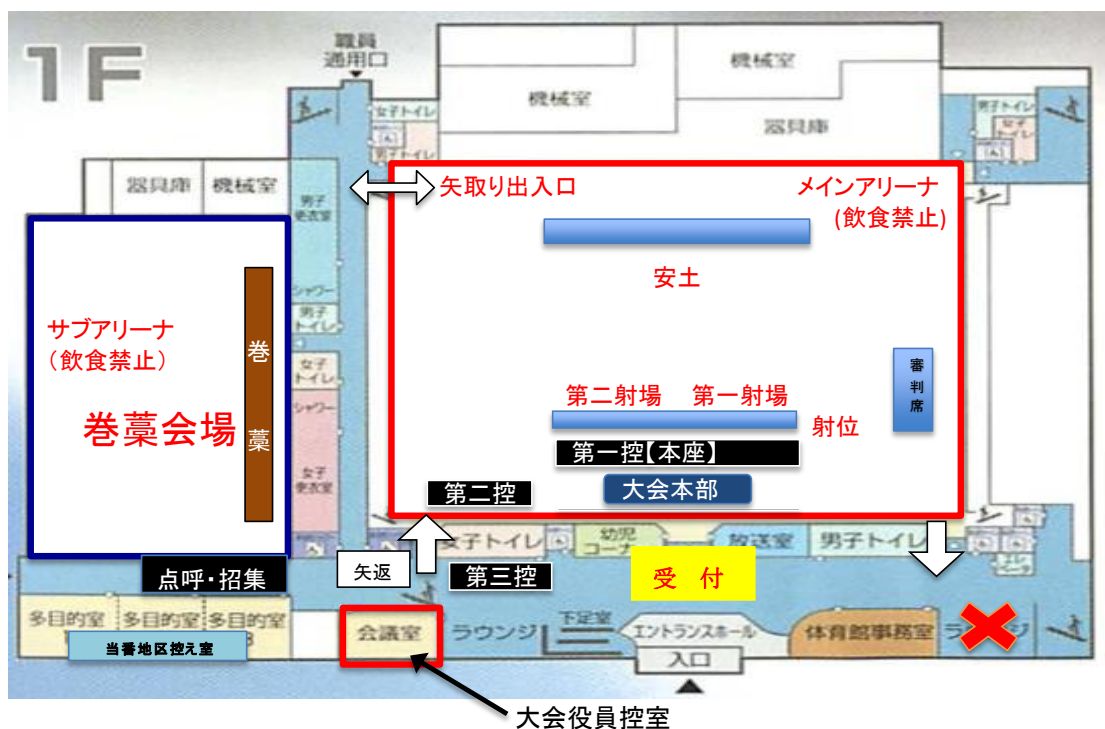 1F
職員
通用口
機械室
機械室
器具庫
女子トイレ
男子トイレ
男子トイレ
女子
トイレ
器具庫
機械室
男子
更衣室
矢取り出入口
メインアリーナ
(飲食禁止)
安土
シャワー
男子
トイレ
サブアリーナ
（飲食禁止）
巻藁
巻藁会場
女子
トイレ
シャワー
女子
更衣室
審判席
第二射場
第一射場
射位
第一控【本座】
第二控
大会本部
女子トイレ
幼児
コーナー
放送室
男子トイレ
点呼・招集
矢返
第三控
受 付
多目的室
多目的室
多目的室
当番地区控え室
会議室
ラウンジ
下足室
エントランスホール
体育館事務室
入口
大会役員控室